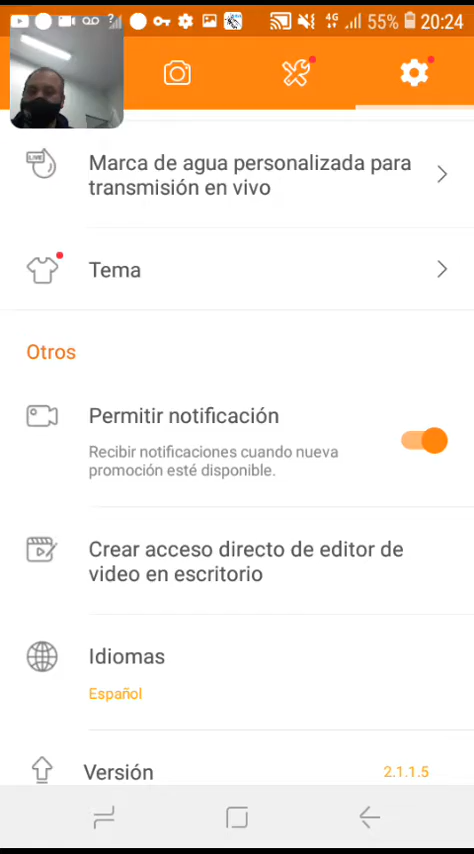 4G 55% 20:24
LIVE
Marca de agua personalizada para
transmisión en vivo
Tema
Otros
Permitir notificación
Recibir notificaciones cuando nueva
promoción esté disponible.
Crear acceso directo de editor de
video en escritorio
Idiomas
Español
Versión 2.1.1.5